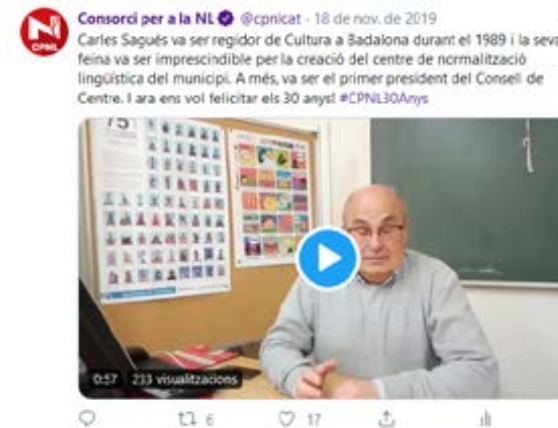 Consorci per a la NL @cpnlcat · 18 de nov. de 2019
CPNL
Carles Sagués va ser regidor de Cultura a Badalona durant el 1989 i la seva
feina va ser imprescindible per la creació del centre de normalització
lingüística del municipi. A més, va ser el primer president del Consell de
Centre. I ara ens vol felicitar els 30 anys! #CPNL30Anys
75
0:57 233 visualitzacions
6 17